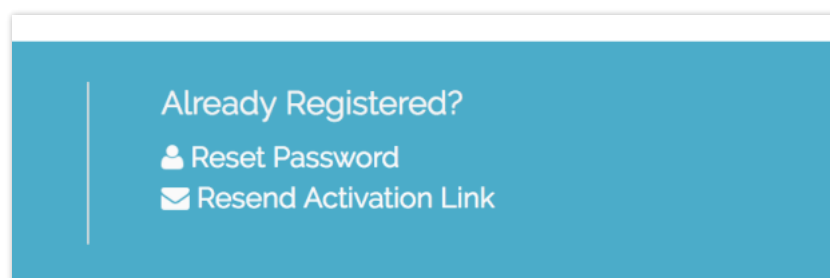 Already Registered?
Reset Password
Resend Activation Link